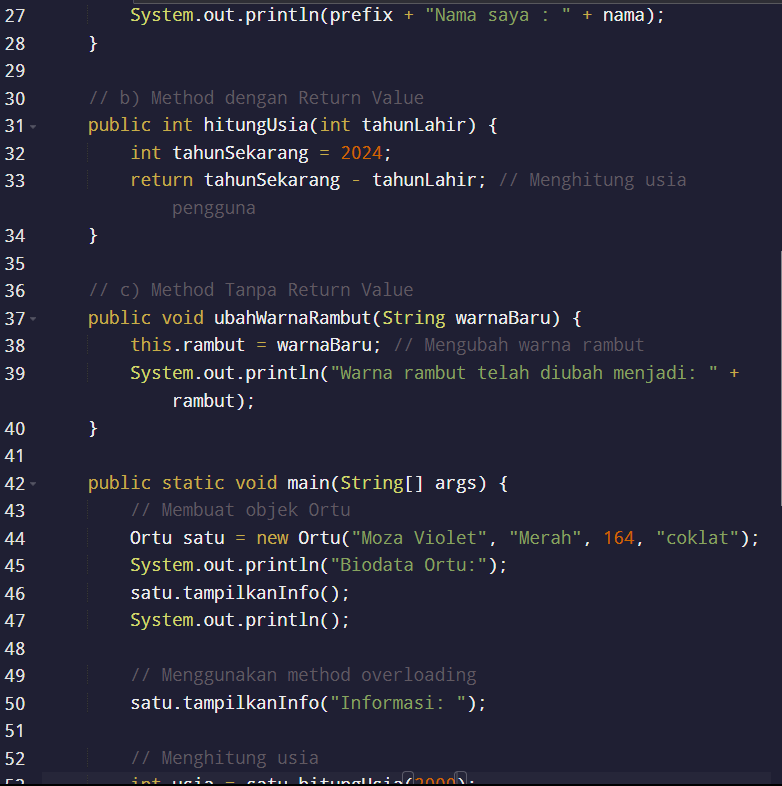 27 System.out.println(prefix + "Nama saya : " + nama);
28 }
29
30 // b) Method dengan Return Value
31 public int hitungUsia(int tahunLahir) {
32 int tahunSekarang = 2024;
33 return tahunSekarang - tahunLahir; // Menghitung usia
pengguna
34 }
35
36 // c) Method Tanpa Return Value
37 public void ubahWarnaRambut(String warnaBaru) {
38 this.rambut = warnaBaru; // Mengubah warna rambut
39 System.out.println("Warna rambut telah diubah menjadi: " +
rambut);
40 }
41
42 public static void main(String[] args) {
43 // Membuat objek Ortu
44 Ortu satu = new Ortu("Moza Violet", "Merah", 164, "coklat");
45 System.out.println("Biodata Ortu:");
46 satu.tampilkanInfo();
47 System.out.println();
48
49 // Menggunakan method overloading
50 satu.tampilkanInfo("Informasi: ");
51
52 // Menghitung usia
53 int usia = satu.hitungUsia(2000);